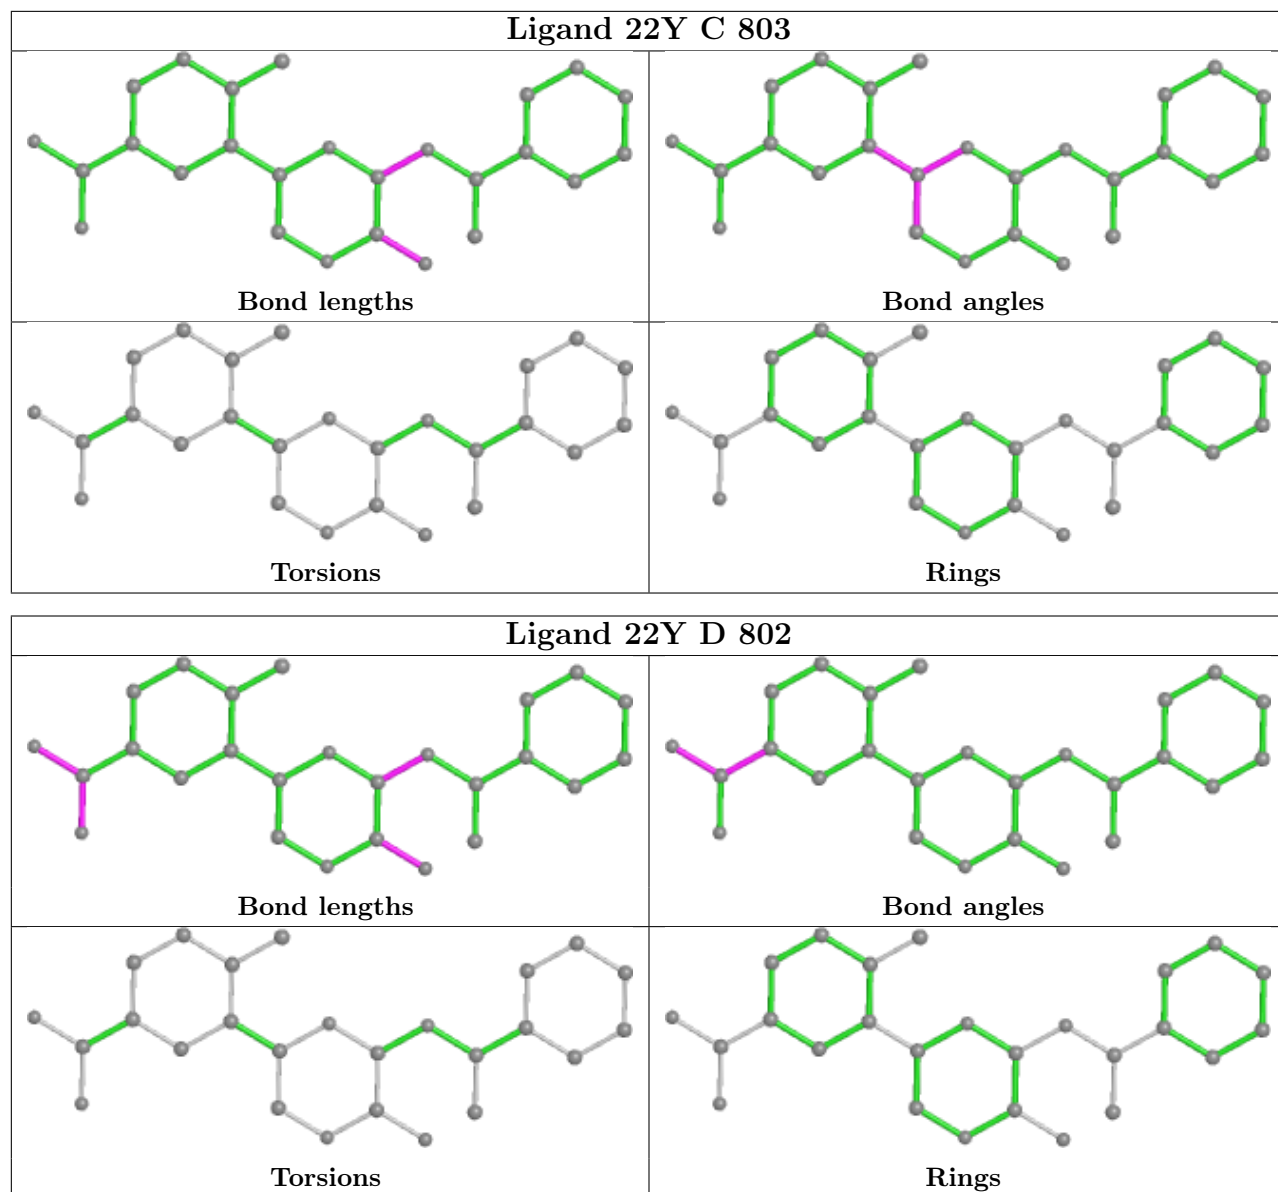 Ligand 22Y C 803
Bond lengths
Bond angles
Torsions
Rings
Ligand 22Y D 802
Bond lengths
Bond angles
Torsions
Rings